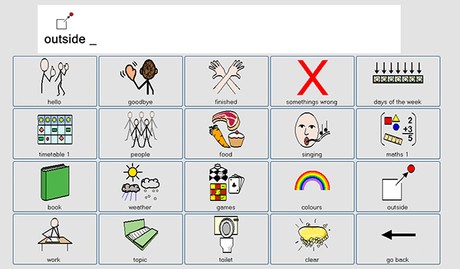 outside _
hello
goodbye
finished
somethings wrong
days of the week
timetable 1
people
food
singing
2
+3
maths 1
book
weather
games
colours
outside
work
topic
toilet
clear
go back